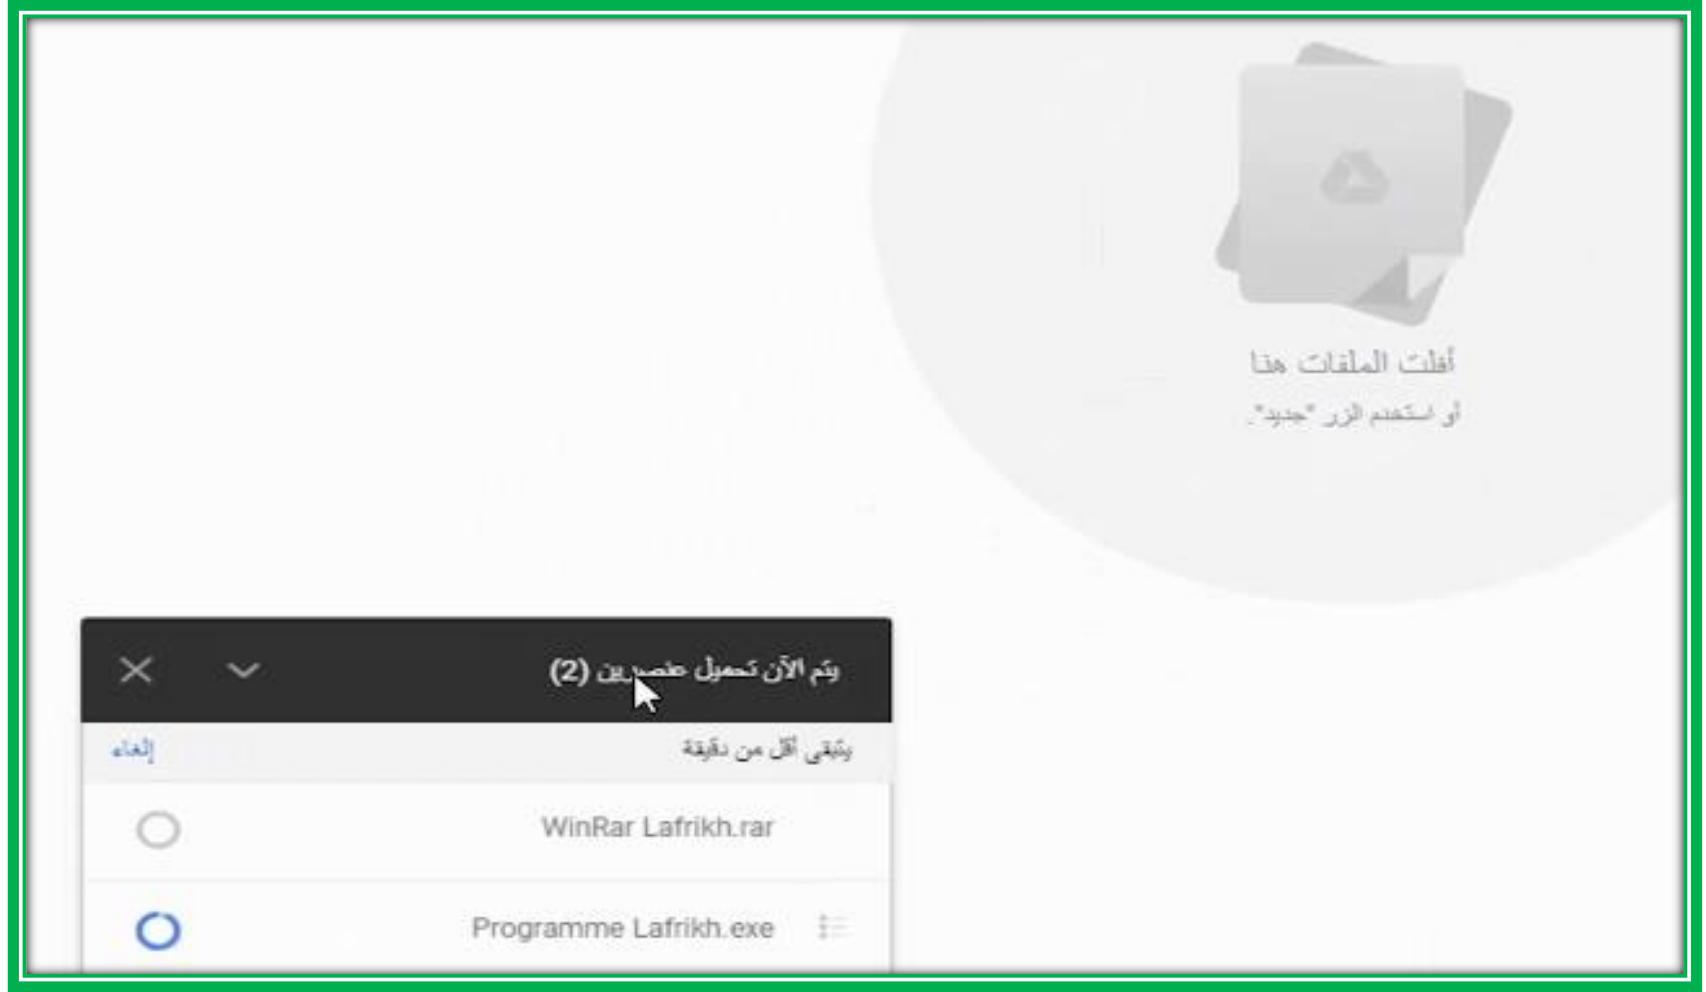 أفلت الملفات هنا
أو استخدم الزر "جديد".
يتم الآن تحميل عنصرين (2)
يتبقى أقل من دقيقة
إلغاء
WinRar Lafrikh.rar
Programme Lafrikh.exe